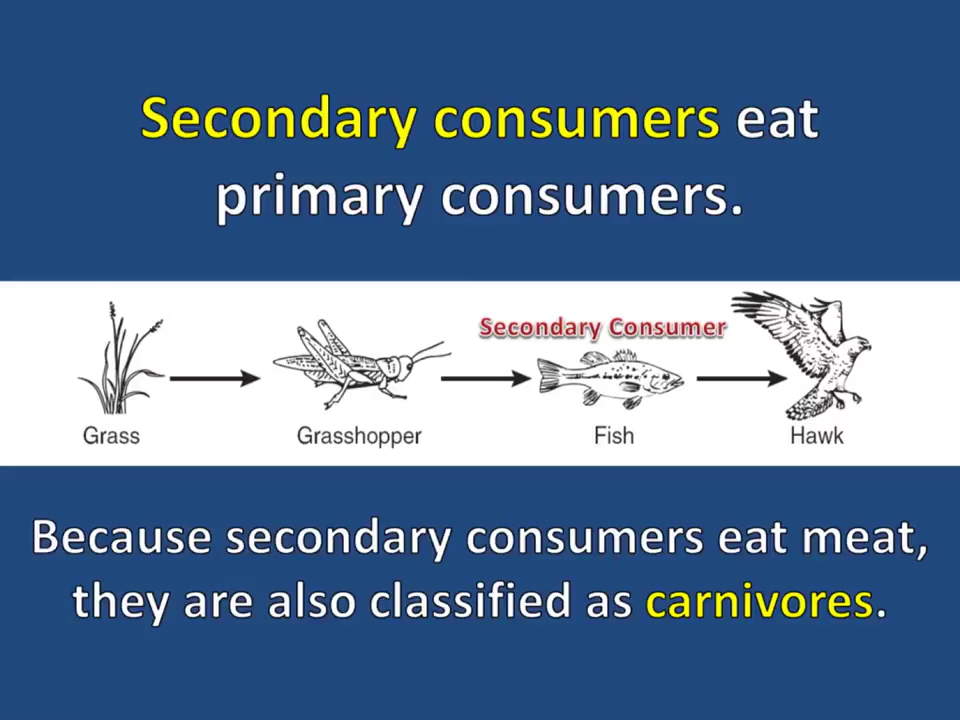 Secondary consumers eat
primary consumers.
Secondary Consumer
Grass Grasshopper Fish Hawk
Because secondary consumers eat meat,
they are also classified as carnivores.